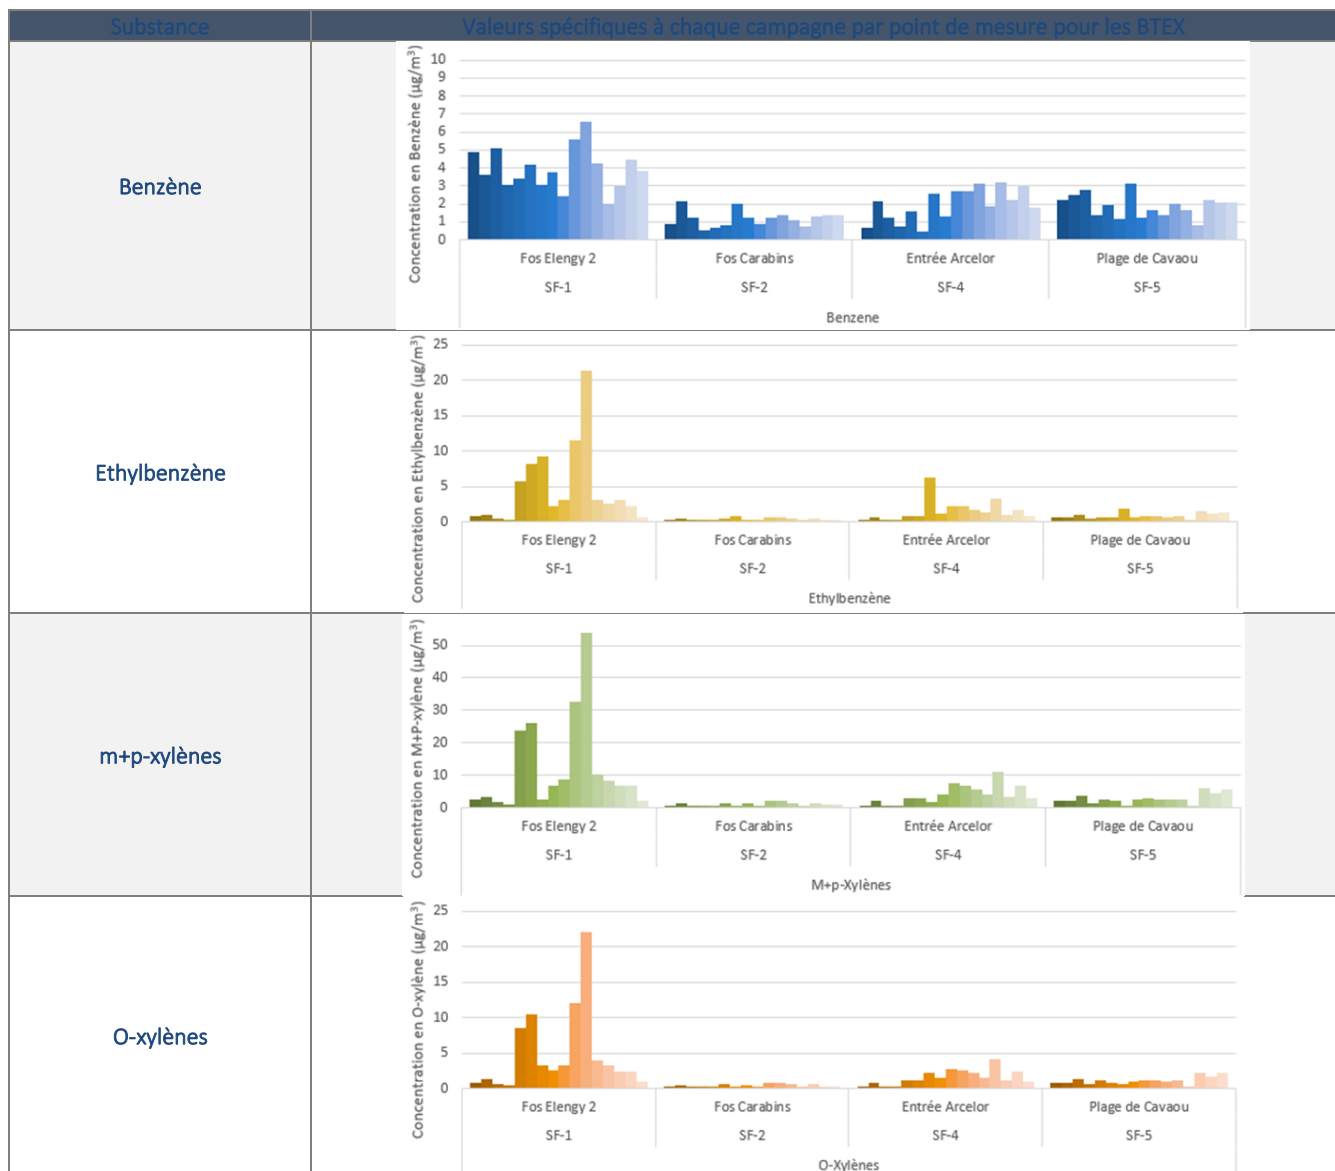 Substance
Valeurs spécifiques à chaque campagne par point de mesure pour les BTEX
Benzène
Concentration en Benzène (µg/m³)
10
9
8
7
6
5
4
3
2
1
0
Fos Elengy 2
Fos Carabins
Entrée Arcelor
Plage de Cavaou
SF-1
SF-2
SF-4
SF-5
Benzene
Ethylbenzène
Concentration en Ethylbenzène (µg/m³)
25
20
15
10
5
0
Fos Elengy 2
Fos Carabins
Entrée Arcelor
Plage de Cavaou
SF-1
SF-2
SF-4
SF-5
Ethylbenzène
m+p-xylènes
Concentration en M+P-xylène (µg/m³)
50
40
30
20
10
0
Fos Elengy 2
Fos Carabins
Entrée Arcelor
Plage de Cavaou
SF-1
SF-2
SF-4
SF-5
M+p-Xylènes
O-xylènes
Concentration en O-xylène (µg/m³)
25
20
15
10
5
0
Fos Elengy 2
Fos Carabins
Entrée Arcelor
Plage de Cavaou
SF-1
SF-2
SF-4
SF-5
O-Xylènes